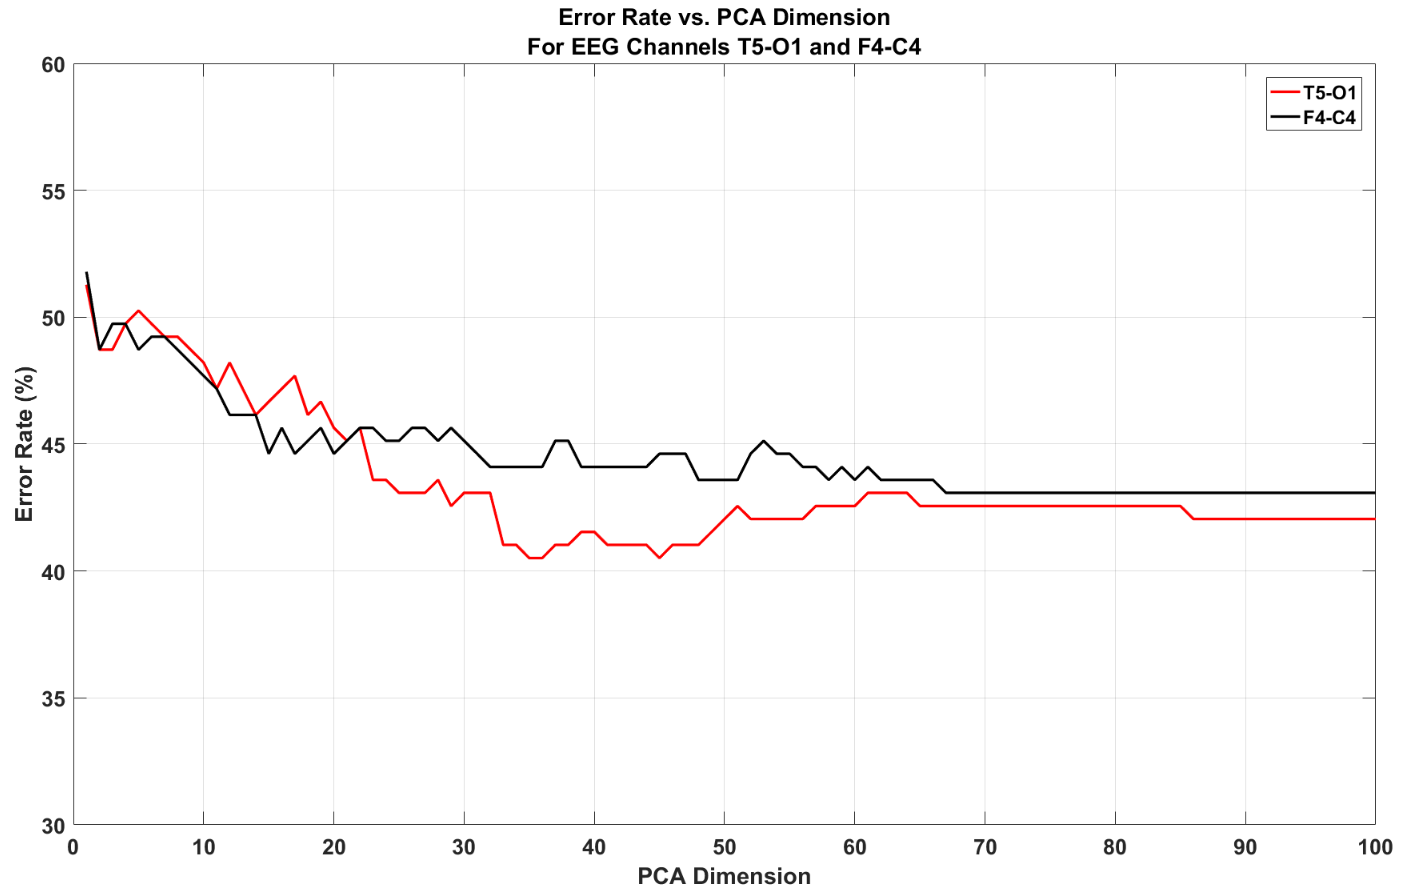 Error Rate vs. PCA Dimension
For EEG Channels T5-O1 and F4-C4
T5-O1
F4-C4
Error Rate (%)
60
55
50
45
40
35
30
0 10 20 30 40 50 60 70 80 90 100
PCA Dimension